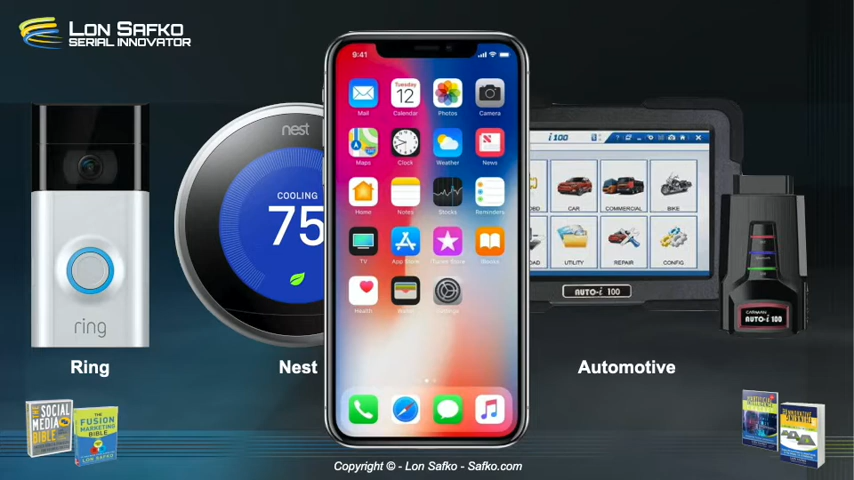 LON SAFKO
SERIAL INNOVATOR
9:41
Tuesday
12
Mail
Calendar
Photos
Camera
Maps
Clock
Weather
News
Home
Notes
Stocks
Reminders
TV
App Store
iTunes Store
iBooks
Health
Wallet
Settings
nest
COOLING
75
ring
i 100
CAR
COMMERCIAL
BIKE
UTILITY
REPAIR
CONFIG
AUTO-i 100
AUTO-i 100
Ring
Nest
Automotive
THE
SOCIAL
MEDIA
BIBLE
THE
FUSION
MARKETING
BIBLE
LON SAFKO
Copyright © - Lon Safko - Safko.com